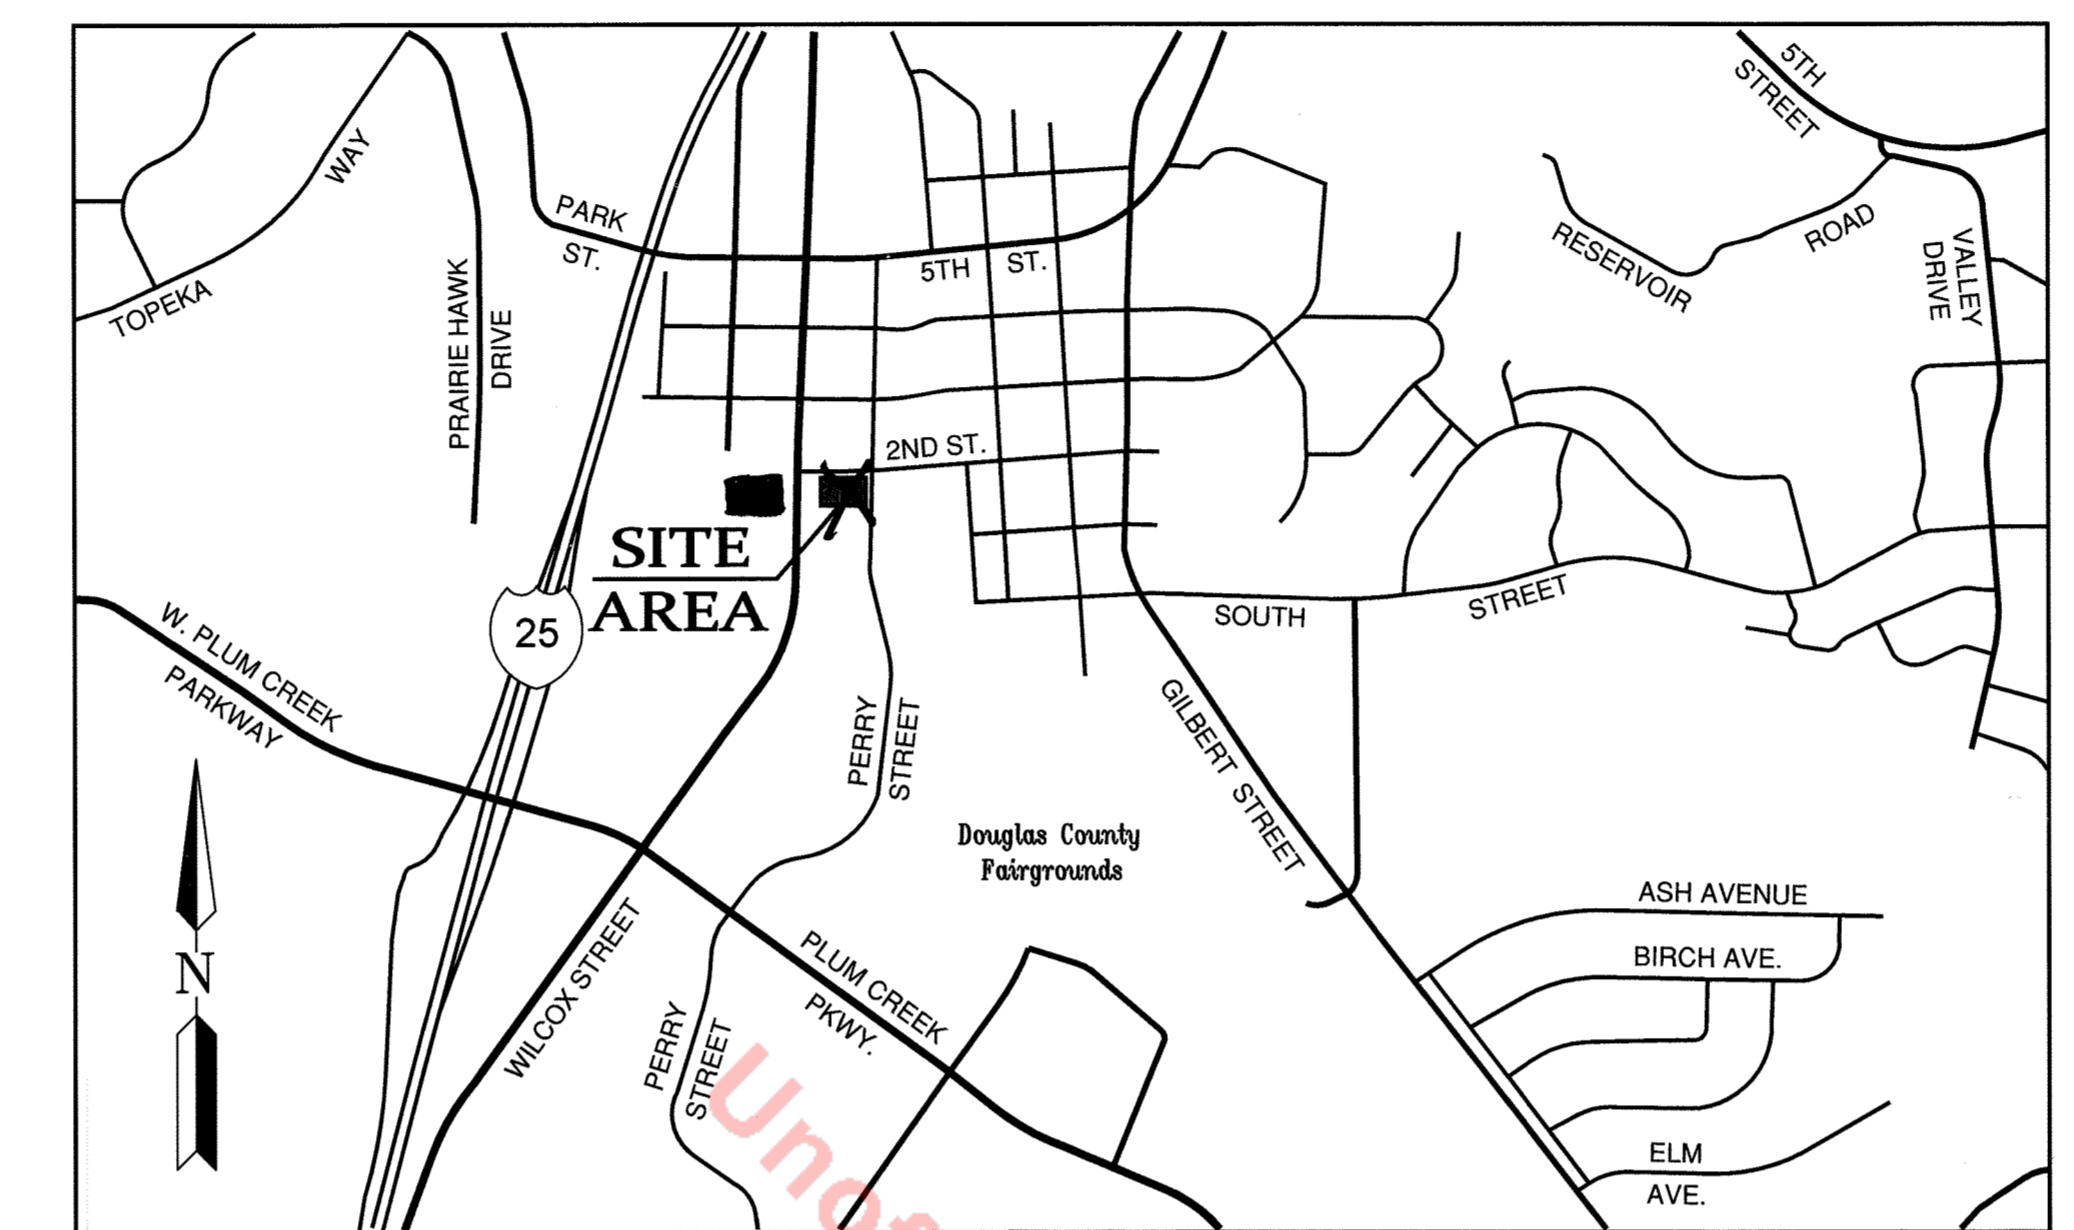 5TH
STREET
WAY
PARK
ST.
5TH ST.
RESERVOIR
ROAD
VALLEY
DRIVE
TOPEKA
PRAIRIE HAWK
DRIVE
2ND ST.
SITE
AREA
25
SOUTH
STREET
W. PLUM CREEK
PARKWAY
PERRY
STREET
GILBERT STREET
Douglas County
Fairgrounds
ASH AVENUE
BIRCH AVE.
N
WILCOX STREET
PLUM CREEK
PKWY.
PERRY
STREET
ELM
AVE.
Unof